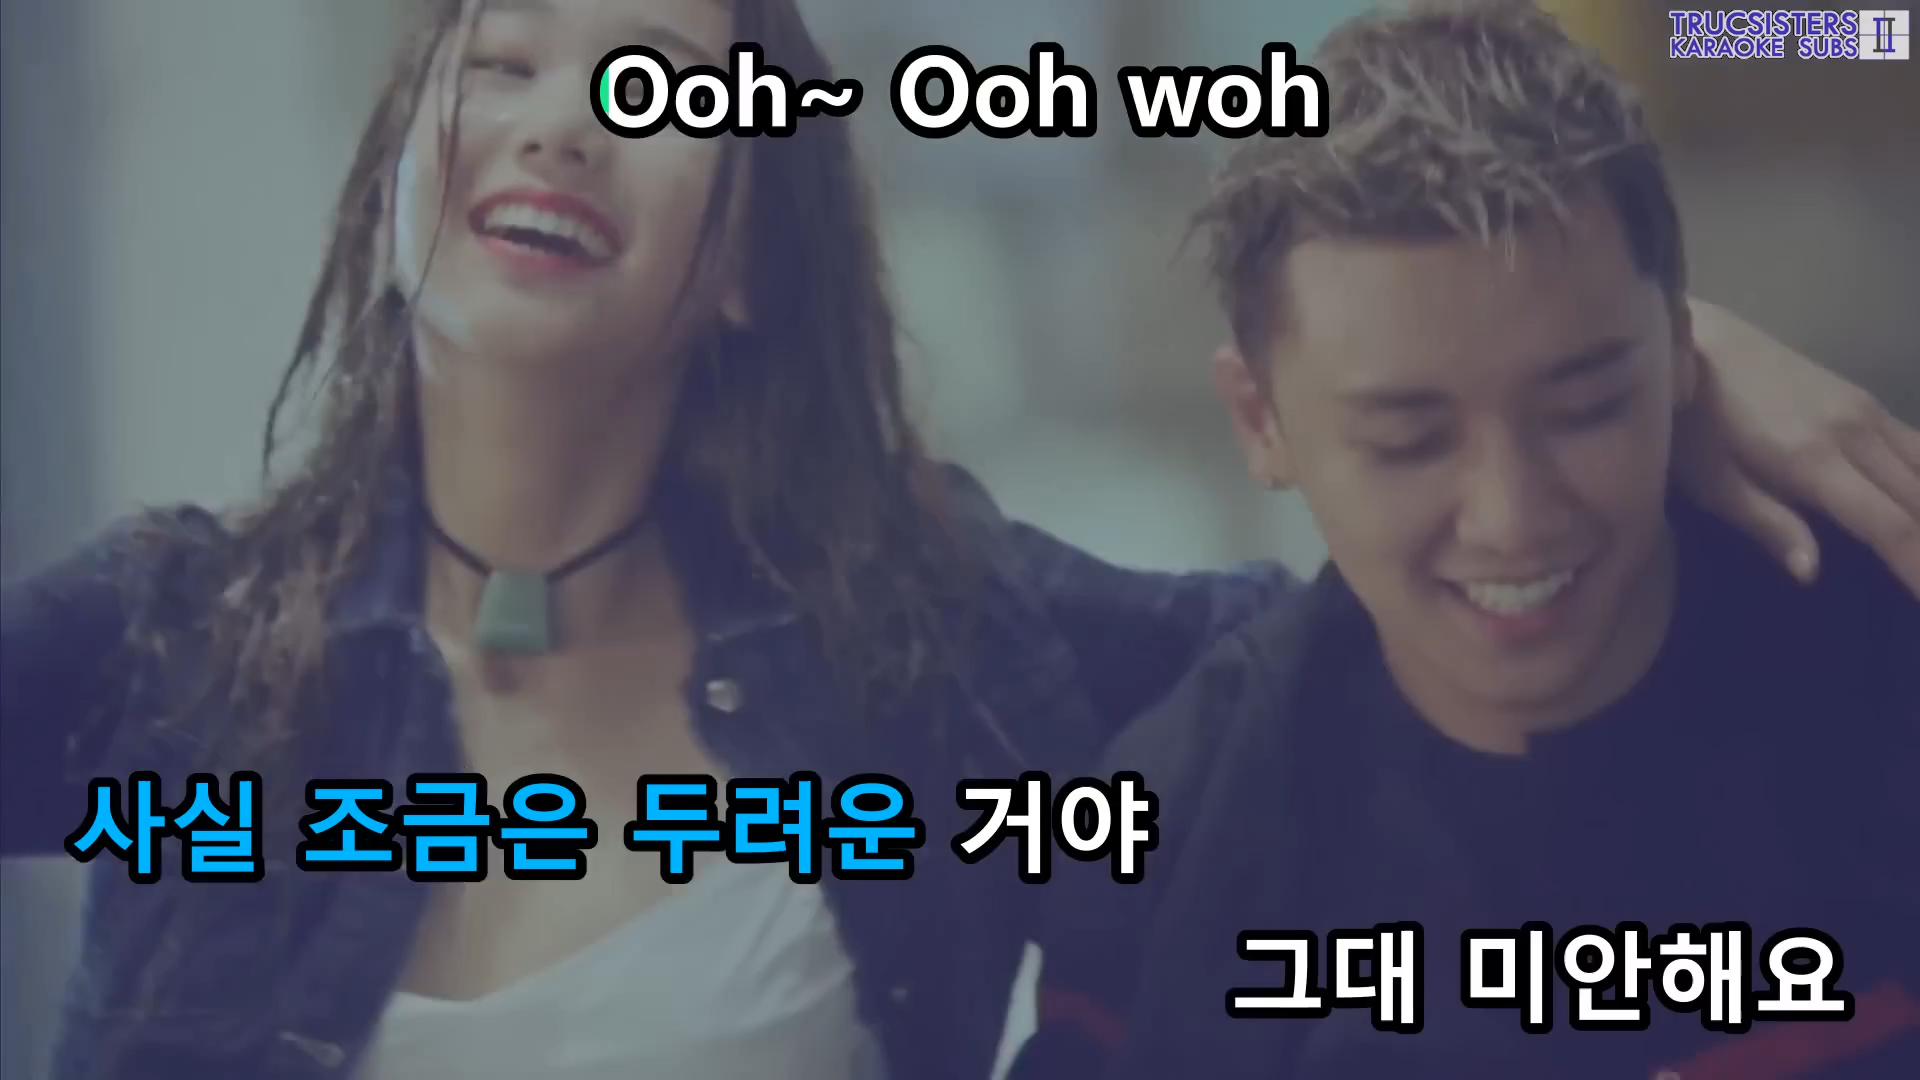 TRUCSISTERS II
KARAOKE SUBS
Ooh~ Ooh woh
사실 조금은 두려운 거야
그대 미안해요